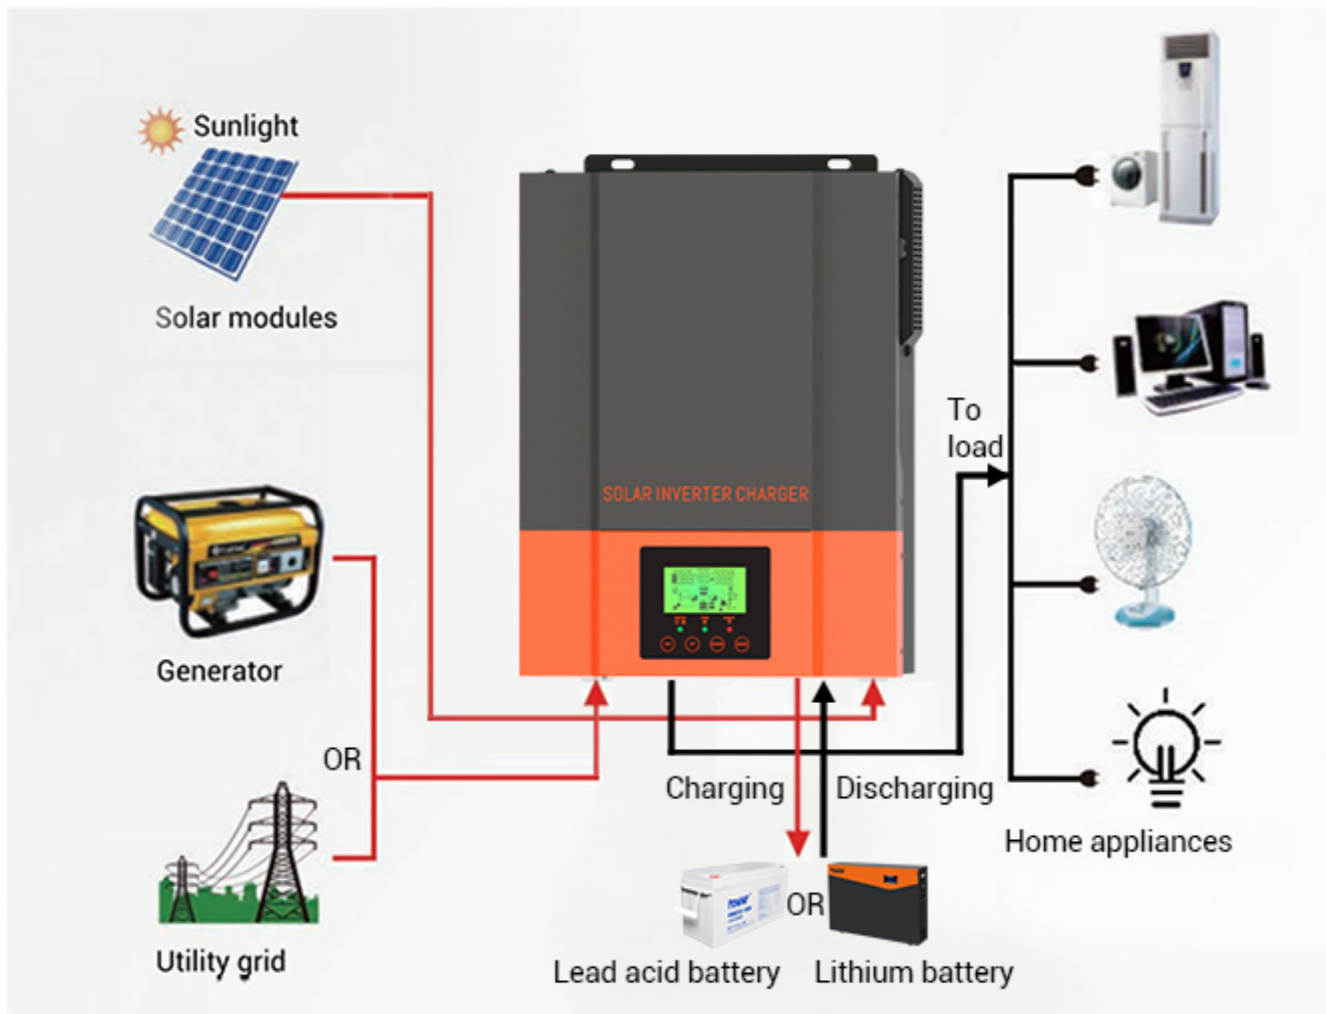 Sunlight
Solar modules
Generator
OR
Utility grid
SOLAR INVERTER CHARGER
To
load
Charging
Discharging
Home appliances
OR
Lead acid battery
Lithium battery